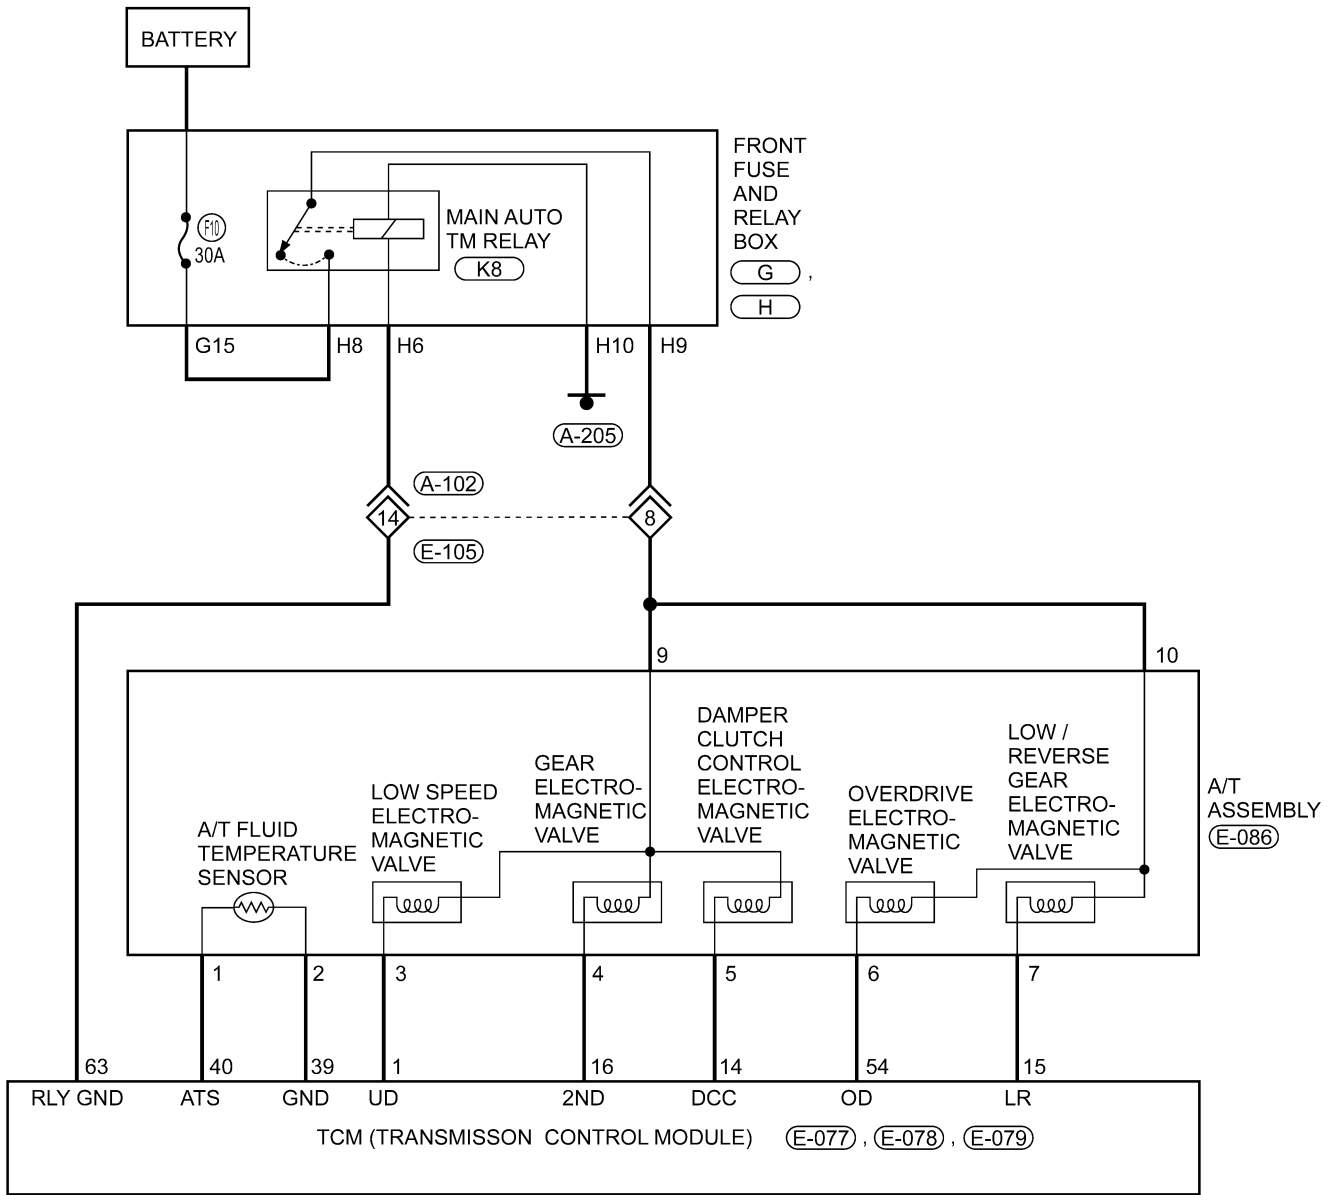 BATTERY
FRONT
FUSE
AND
RELAY
BOX
G ,
H
F10
30A
MAIN AUTO
TM RELAY
K8
G15
H8
H6
H10
H9
A-205
A-102
14
8
E-105
9
10
A/T FLUID
TEMPERATURE
SENSOR
LOW SPEED
ELECTRO-
MAGNETIC
VALVE
GEAR
ELECTRO-
MAGNETIC
VALVE
DAMPER
CLUTCH
CONTROL
ELECTRO-
MAGNETIC
VALVE
OVERDRIVE
ELECTRO-
MAGNETIC
VALVE
LOW /
REVERSE
GEAR
ELECTRO-
MAGNETIC
VALVE
A/T
ASSEMBLY
E-086
1 2 3 4 5 6 7
63 40 39 1 16 14 54 15
RLY GND ATS GND UD 2ND DCC OD LR
TCM (TRANSMISSON CONTROL MODULE) E-077 , E-078 , E-079